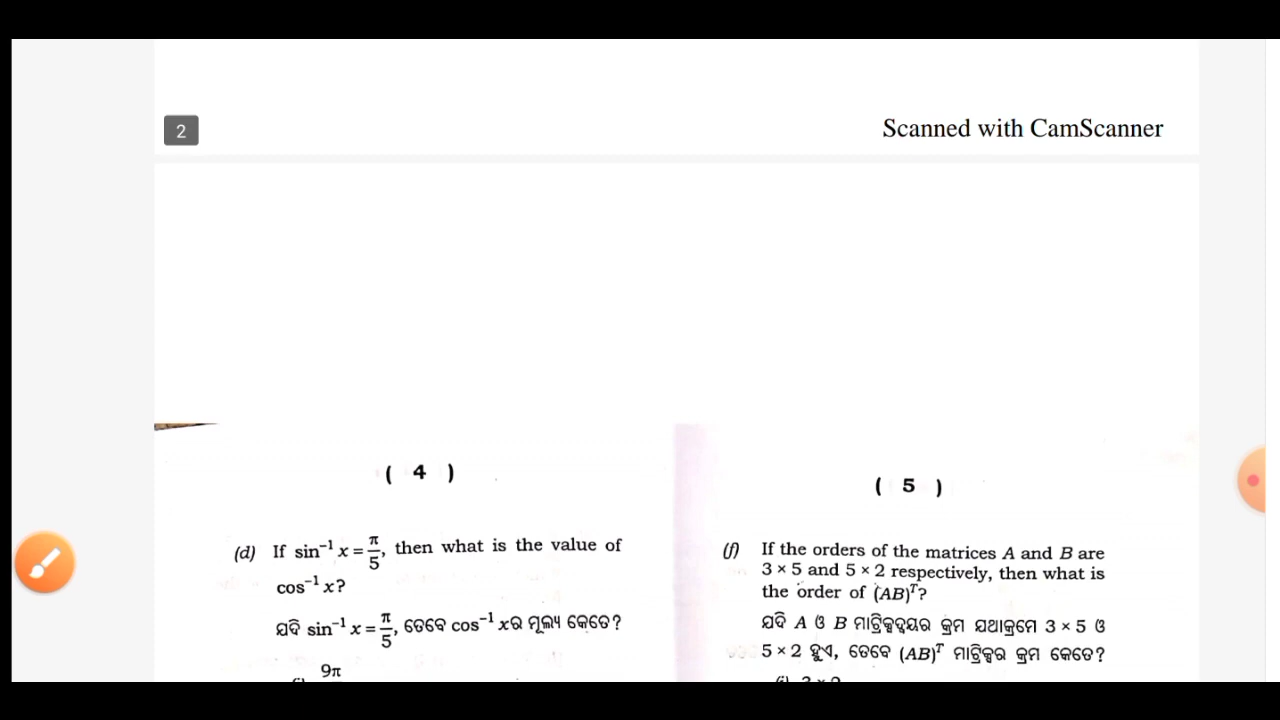 2
Scanned with CamScanner
( 4 )
(d) If sin⁻¹ x = π/5, then what is the value of
cos⁻¹ x?
ଯଦି sin⁻¹ x = π/5, ତେବେ cos⁻¹ xର ମୂଲ୍ୟ କେତେ?
9π
( 5 )
(f) If the orders of the matrices A and B are
3 × 5 and 5 × 2 respectively, then what is
the order of (AB)ᵀ?
ଯଦି A ଓ B ମାଟ୍ରିକ୍ସଦ୍ୱୟର କ୍ରମ ଯଥାକ୍ରମେ 3 × 5 ଓ
5 × 2 ହୁଏ, ତେବେ (AB)ᵀ ମାଟ୍ରିକ୍ସର କ୍ରମ କେତେ?